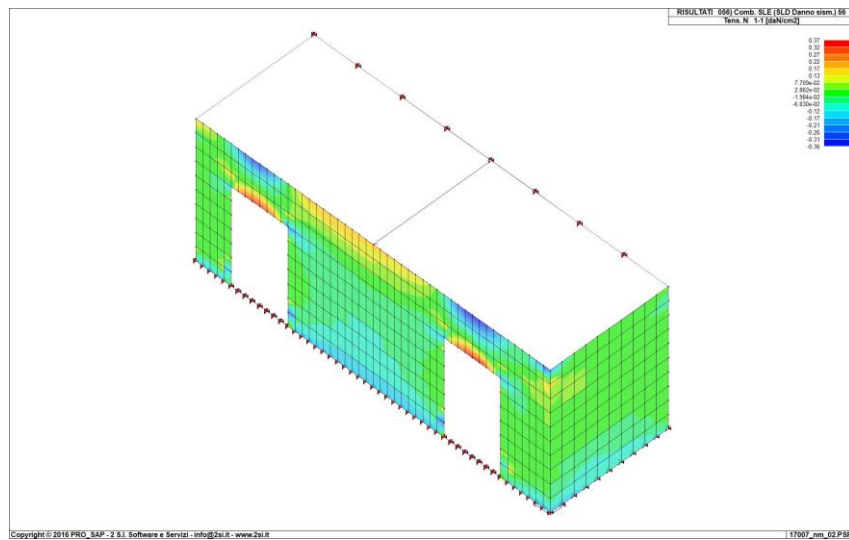 RISULTATI 056) Comb. SLE (SLD Danno sism.) 56
Tens. N 1-1 [daN/cm2]
0.37
0.32
0.27
0.22
0.17
0.13
7.709e-02
2.862e-02
-1.984e-02
-6.830e-02
-0.12
-0.17
-0.21
-0.26
-0.31
-0.36
Copyright © 2016 PRO_SAP - 2 S.I. Software e Servizi - info@2si.it - www.2si.it
17007_nm_02.PSP